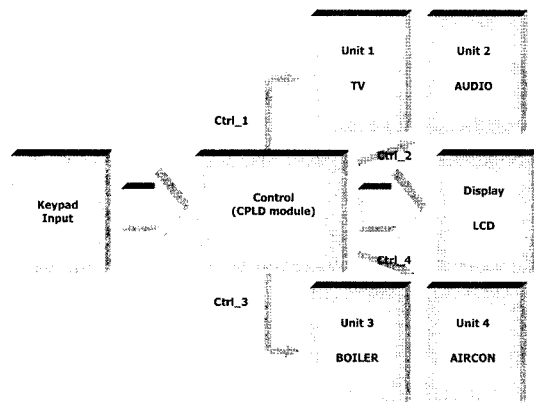 Unit 1
TV
Unit 2
AUDIO
Ctrl_1
Ctrl_2
Keypad
Input
Control
(CPLD module)
Display
LCD
Ctrl_4
Ctrl_3
Unit 3
BOILER
Unit 4
AIRCON